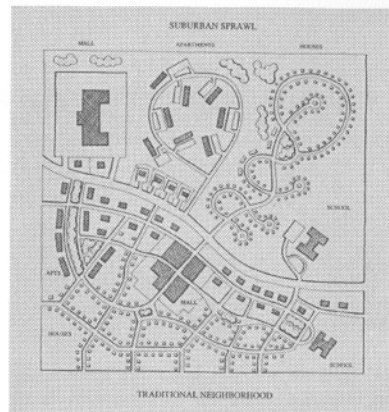 SUBURBAN SPRAWL
MALL
APARTMENTS
HOUSES
SCHOOL
APTS
MALL
HOUSES
SCHOOL
TRADITIONAL NEIGHBORHOOD